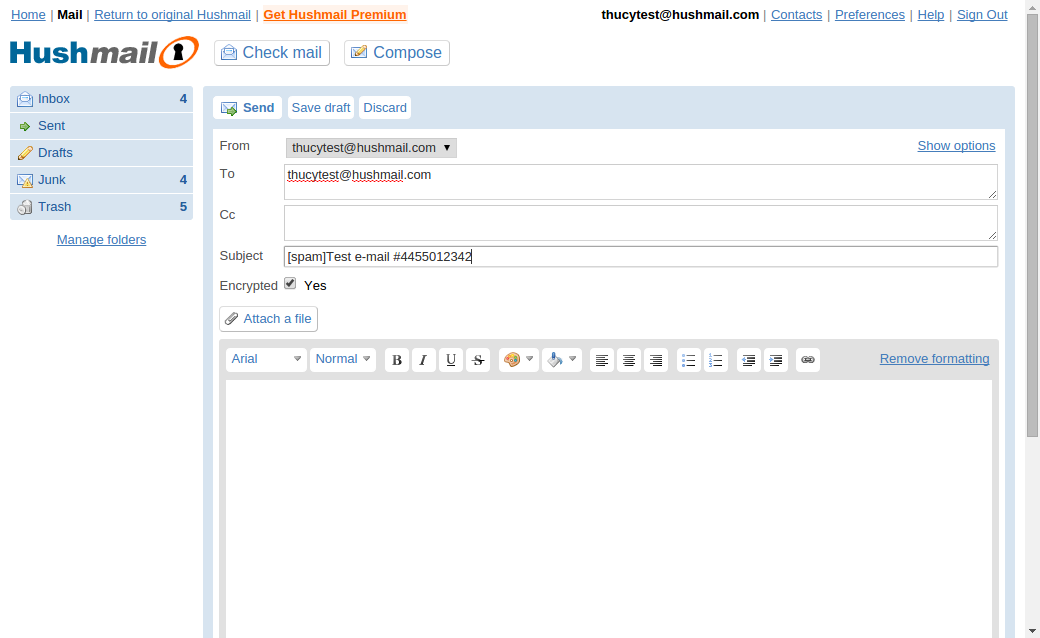 Home | Mail | Return to original Hushmail | Get Hushmail Premium
thucytest@hushmail.com | Contacts | Preferences | Help | Sign Out
Hushmail
Check mail
Compose
Inbox 4
Sent
Drafts
Junk 4
Trash 5
Manage folders
Send Save draft Discard
From thucytest@hushmail.com Show options
To thucytest@hushmail.com
Cc
Subject [spam]Test e-mail #4455012342
Encrypted Yes
Attach a file
Arial Normal B I U S Remove formatting